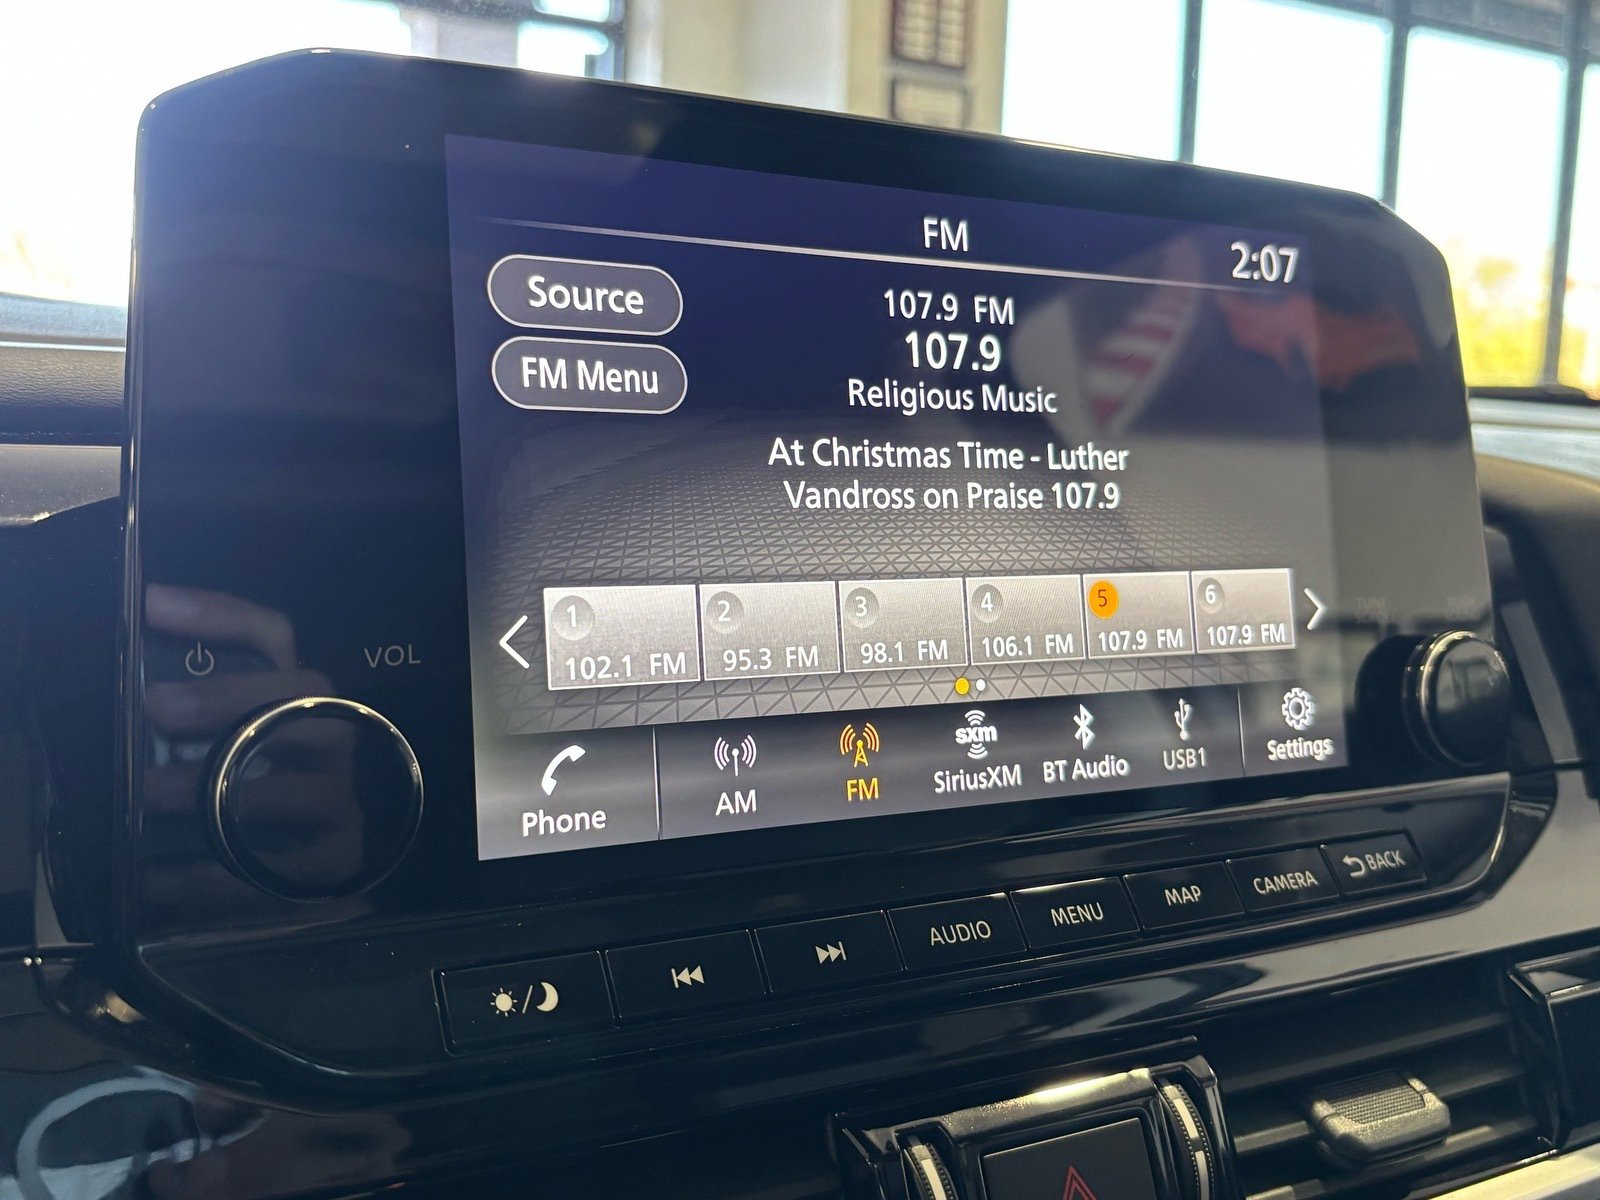 FM
2:07
Source
107.9 FM
107.9
FM Menu
Religious Music
At Christmas Time - Luther
Vandross on Praise 107.9
1
2
3
4
5
6
102.1 FM
95.3 FM
98.1 FM
106.1 FM
107.9 FM
107.9 FM
VOL
sxm
Phone
AM
FM
SiriusXM
BT Audio
USB1
Settings
AUDIO
MENU
MAP
CAMERA
BACK